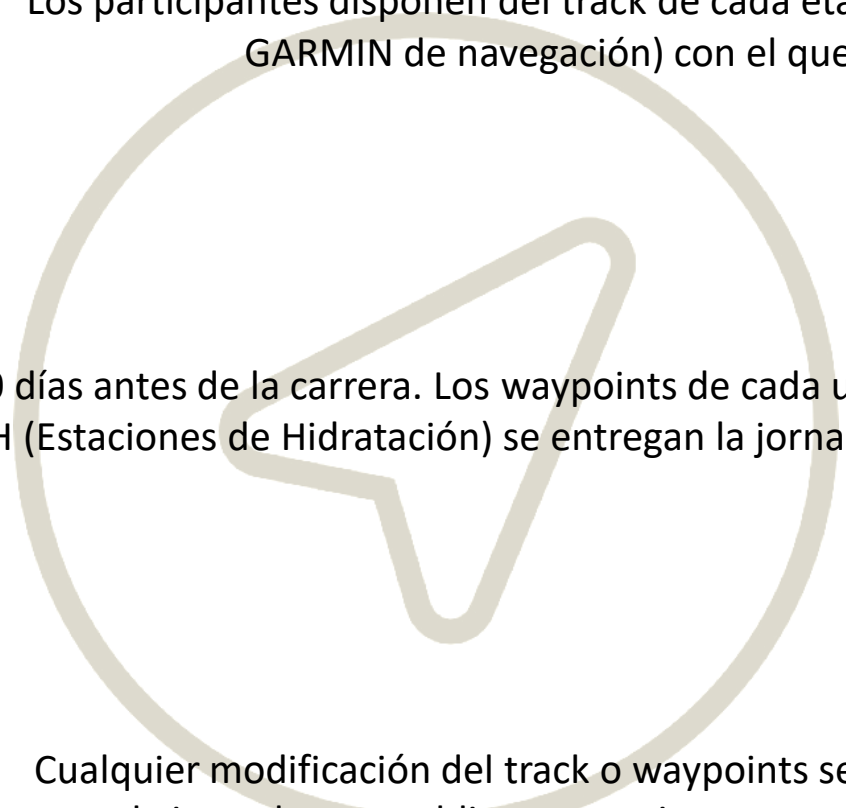 Los participantes disponen del track de cada eta
GARMIN de navegación) con el que
días antes de la carrera. Los waypoints de cada u
H (Estaciones de Hidratación) se entregan la jorna
Cualquier modificación del track o waypoints se